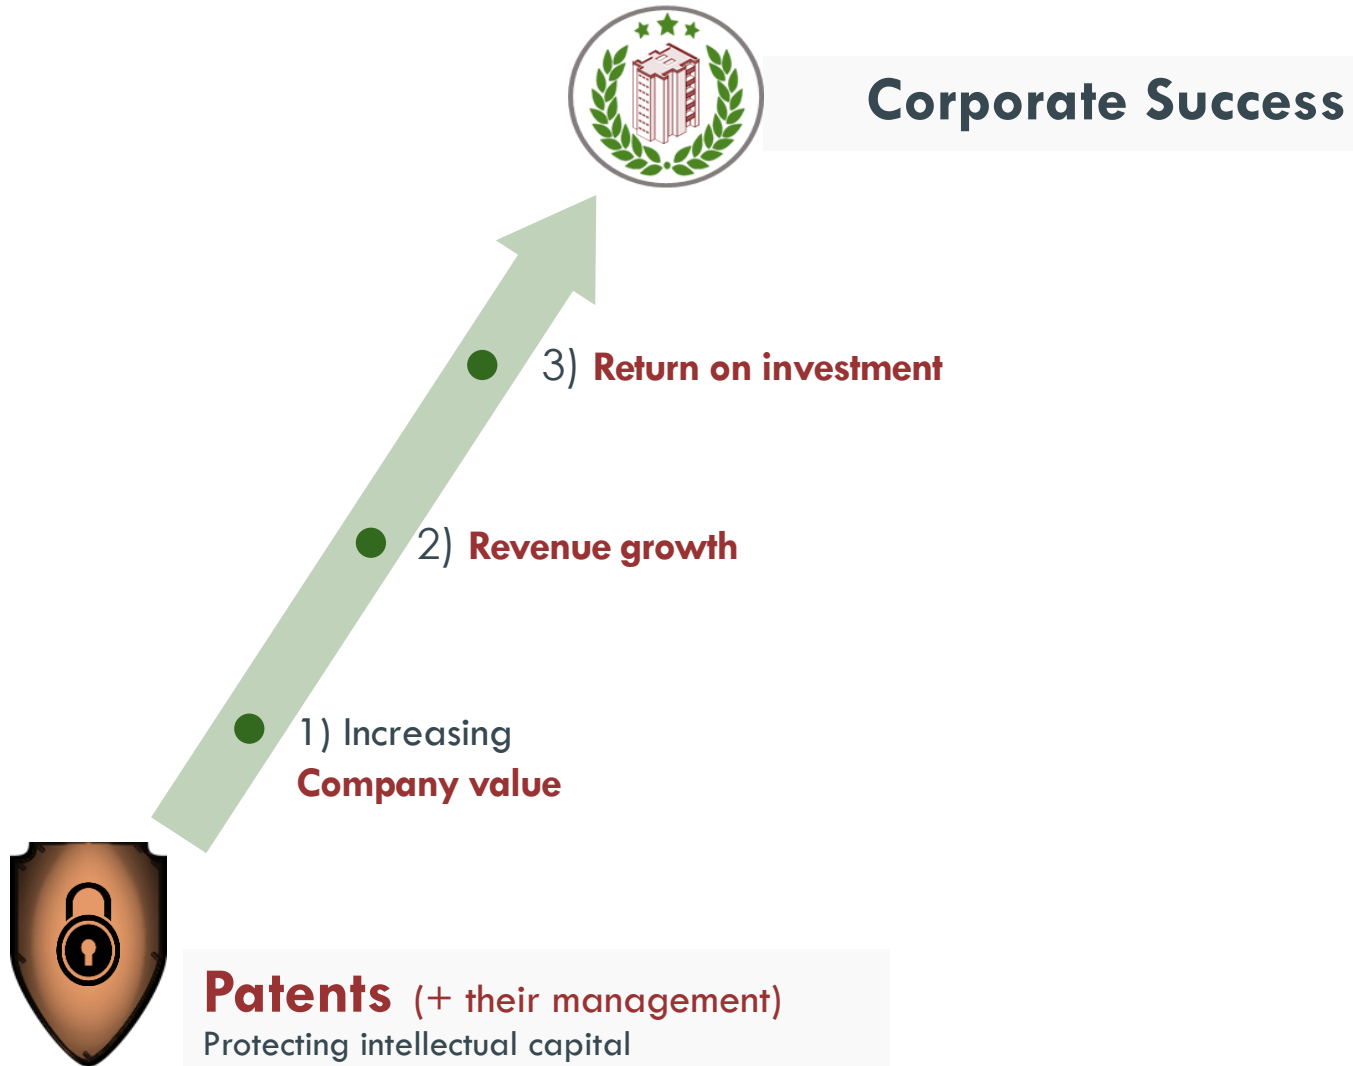 Corporate Success
3) Return on investment
2) Revenue growth
1) Increasing
Company value
Patents (+ their management)
Protecting intellectual capital